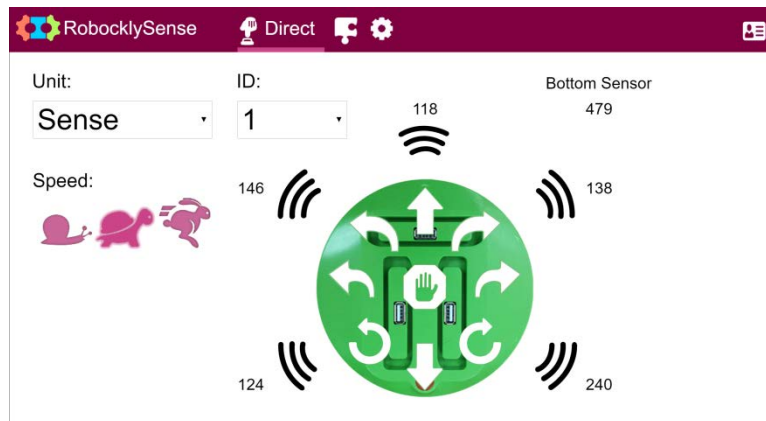 RobocklySense Direct
Unit: ID: Bottom Sensor
Sense 1 118 479
Speed: 146 138
124 240